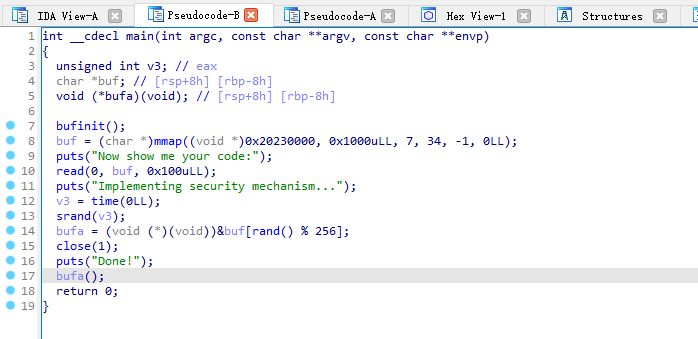 IDA View-A Pseudocode-B Pseudocode-A Hex View-1 Structures
1 int __cdecl main(int argc, const char **argv, const char **envp)
2 {
3 unsigned int v3; // eax
4 char *buf; // [rsp+8h] [rbp-8h]
5 void (*bufa)(void); // [rsp+8h] [rbp-8h]
6
7 bufinit();
8 buf = (char *)mmap((void *)0x20230000, 0x1000uLL, 7, 34, -1, 0LL);
9 puts("Now show me your code:");
10 read(0, buf, 0x100uLL);
11 puts("Implementing security mechanism...");
12 v3 = time(0LL);
13 srand(v3);
14 bufa = (void (*)(void))&buf[rand() % 256];
15 close(1);
16 puts("Done!");
17 bufa();
18 return 0;
19 }